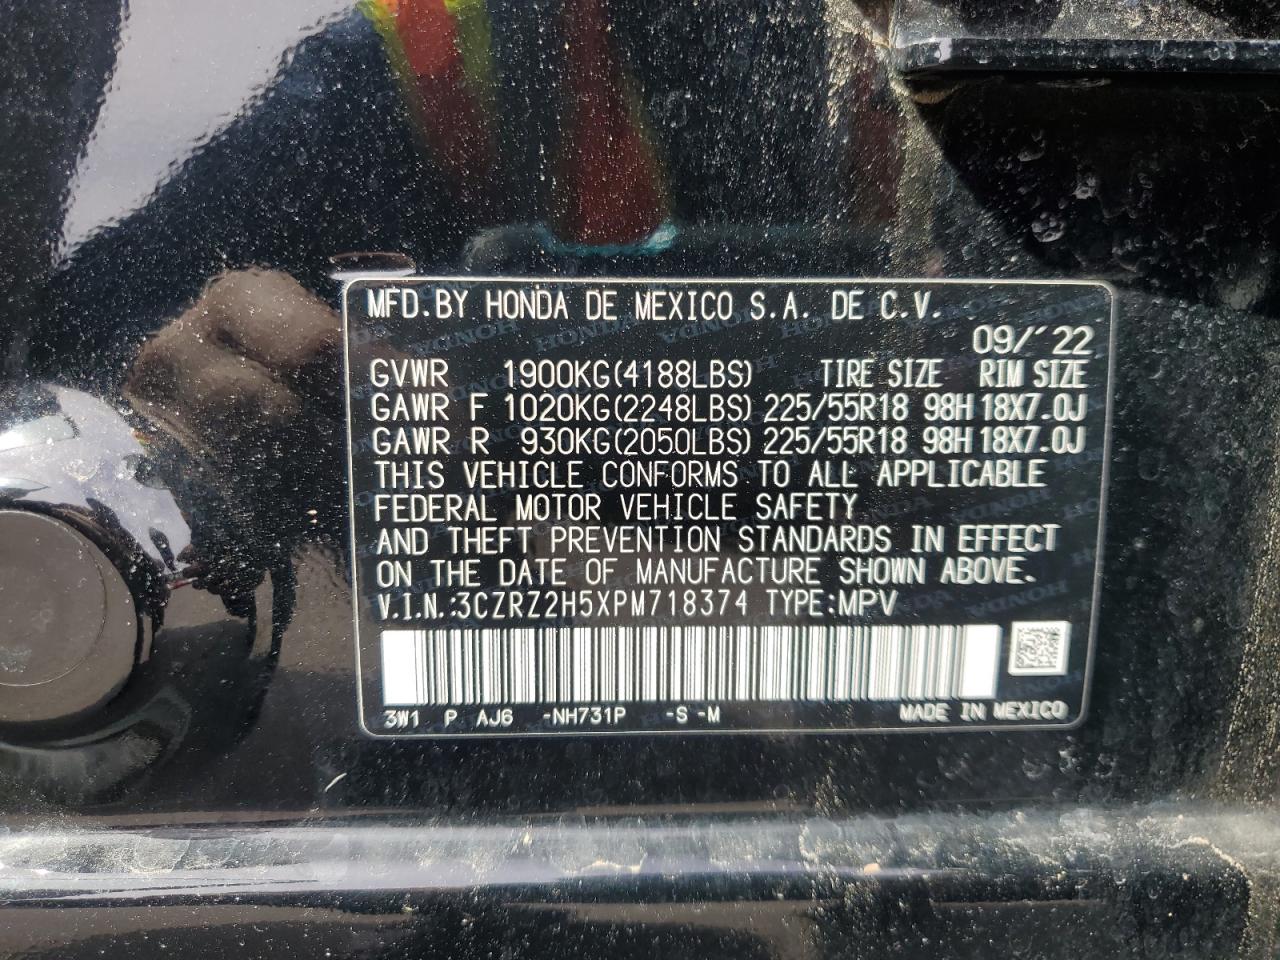 MFD.BY HONDA DE MEXICO S.A. DE C.V.
09/´22
GVWR 1900KG(4188LBS) TIRE SIZE RIM SIZE
GAWR F 1020KG(2248LBS) 225/55R18 98H 18X7.0J
GAWR R 930KG(2050LBS) 225/55R18 98H 18X7.0J
THIS VEHICLE CONFORMS TO ALL APPLICABLE
FEDERAL MOTOR VEHICLE SAFETY
AND THEFT PREVENTION STANDARDS IN EFFECT
ON THE DATE OF MANUFACTURE SHOWN ABOVE.
V.I.N.:3CZRZ2H5XPM718374 TYPE:MPV
3W1 P AJ6 -NH731P -S -M MADE IN MEXICO